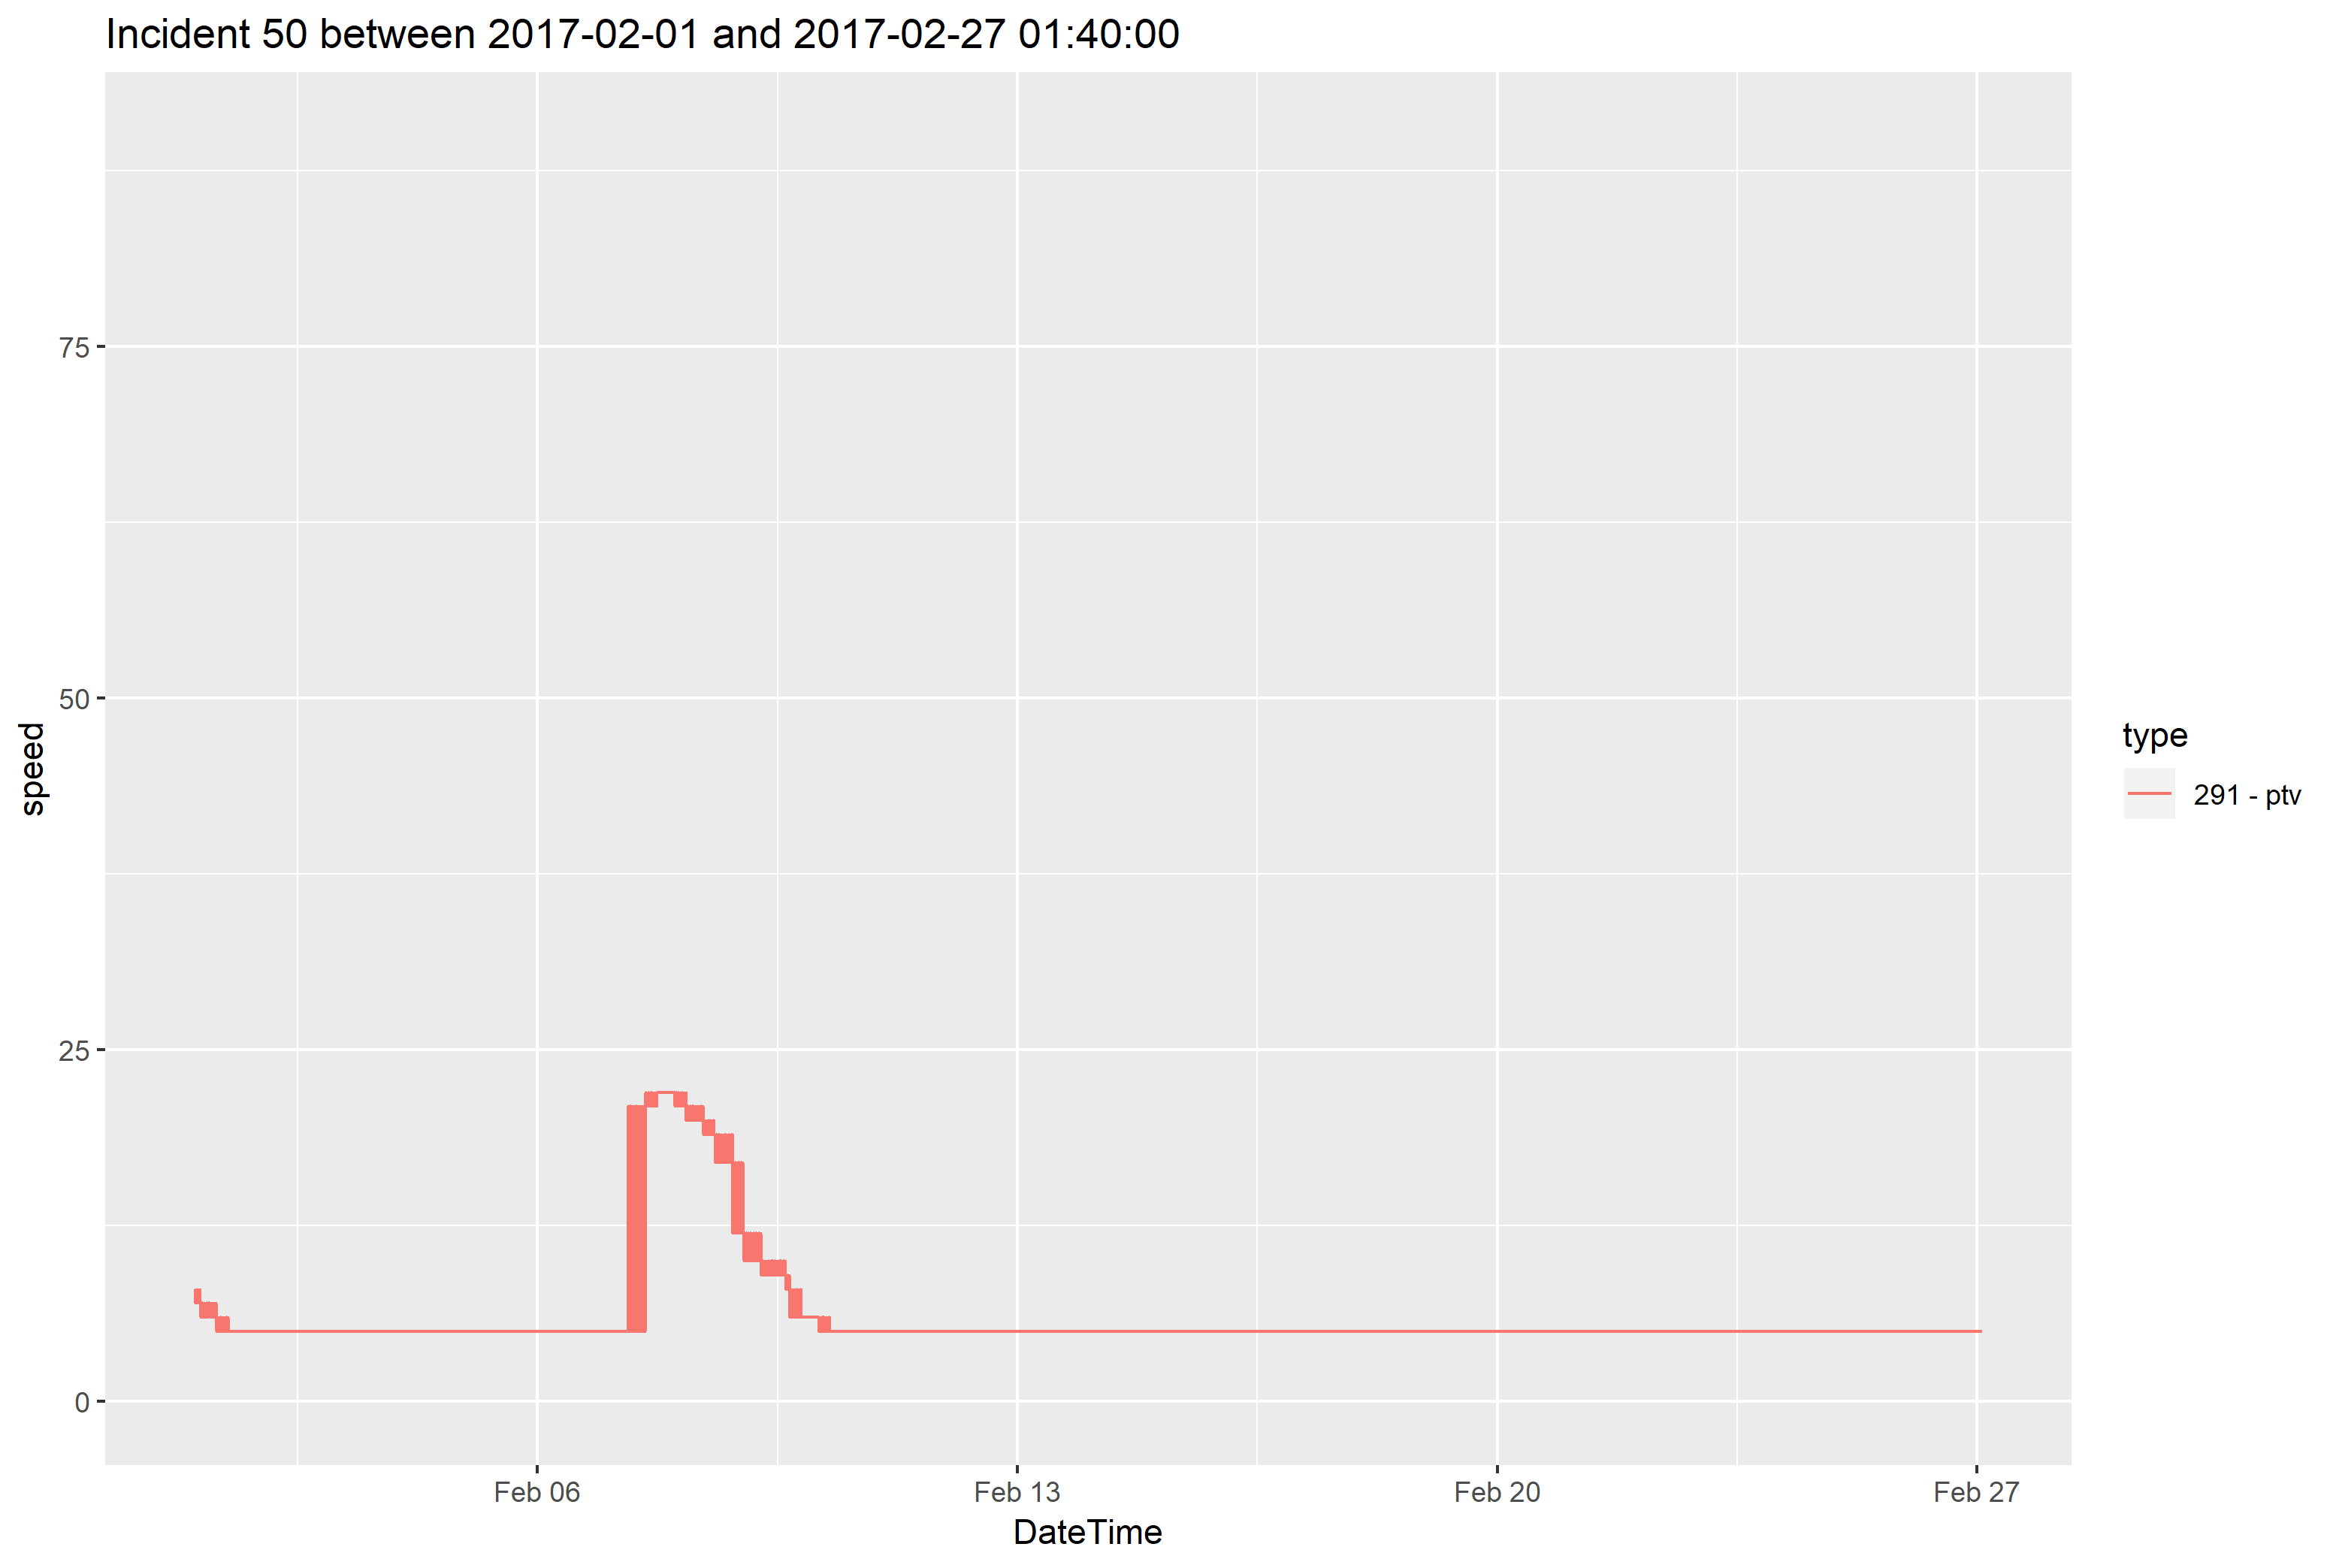 Incident 50 between 2017-02-01 and 2017-02-27 01:40:00
75
50
25
0
speed
Feb 06
Feb 13
Feb 20
Feb 27
DateTime
type
291 - ptv